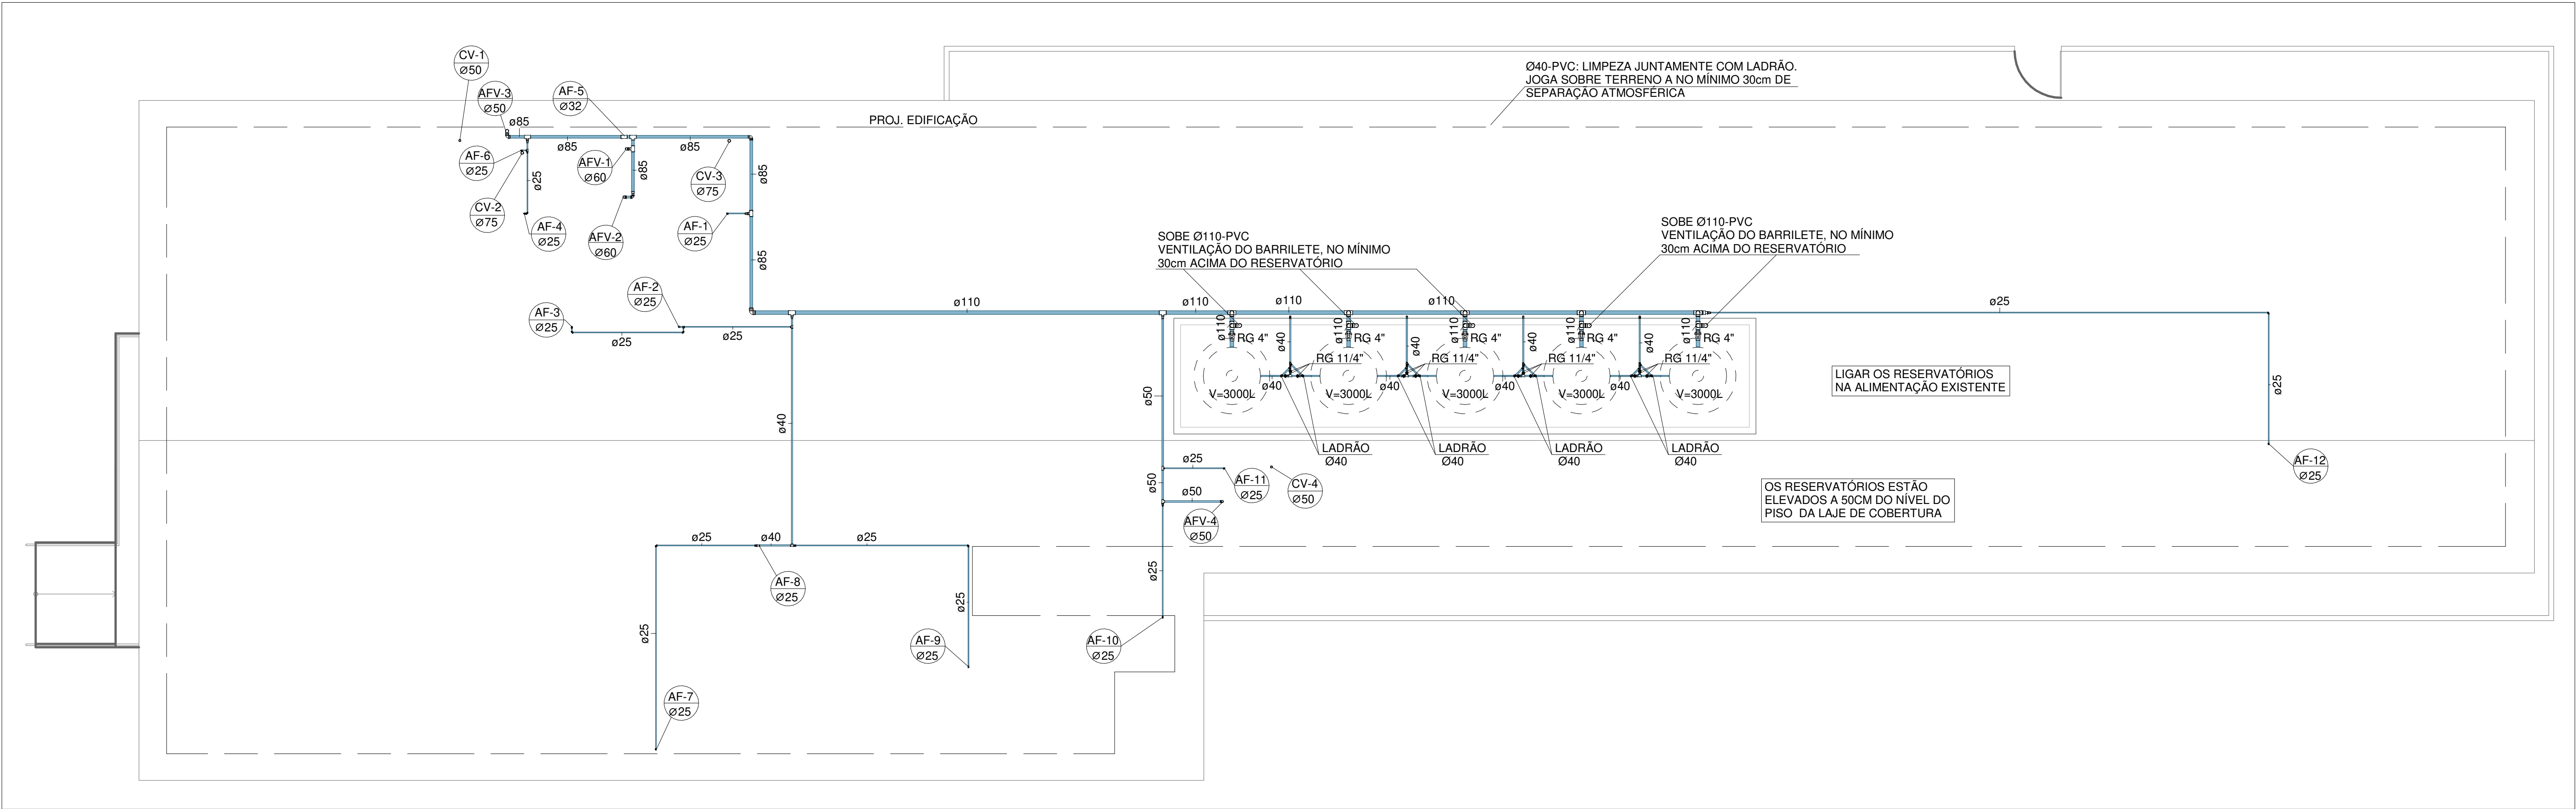 CV-1
Ø50
AFV-3
Ø50
AF-5
Ø32
Ø40-PVC: LIMPEZA JUNTAMENTE COM LADRÃO.
JOGA SOBRE TERRENO A NO MÍNIMO 30cm DE
SEPARAÇÃO ATMOSFÉRICA
PROJ. EDIFICAÇÃO
ø85
ø85
ø85
AF-6
Ø25
AFV-1
Ø60
ø85
CV-3
Ø75
ø85
ø25
CV-2
Ø75
AF-4
Ø25
AFV-2
Ø60
AF-1
Ø25
ø85
SOBE Ø110-PVC
VENTILAÇÃO DO BARRILETE, NO MÍNIMO
30cm ACIMA DO RESERVATÓRIO
SOBE Ø110-PVC
VENTILAÇÃO DO BARRILETE, NO MÍNIMO
30cm ACIMA DO RESERVATÓRIO
AF-2
Ø25
AF-3
Ø25
ø25
ø25
ø110
ø110
ø110
ø110
ø25
ø110
ø110
ø110
ø110
ø110
RG 4"
RG 4"
RG 4"
RG 4"
RG 4"
ø40
ø40
ø40
ø40
RG 11/4"
RG 11/4"
RG 11/4"
RG 11/4"
ø40
ø40
ø40
ø40
V=3000L
V=3000L
V=3000L
V=3000L
V=3000L
LIGAR OS RESERVATÓRIOS
NA ALIMENTAÇÃO EXISTENTE
ø25
ø50
ø40
LADRÃO
Ø40
LADRÃO
Ø40
LADRÃO
Ø40
LADRÃO
Ø40
ø25
AF-11
Ø25
CV-4
Ø50
AF-12
Ø25
ø50
ø50
AFV-4
Ø50
OS RESERVATÓRIOS ESTÃO
ELEVADOS A 50CM DO NÍVEL DO
PISO DA LAJE DE COBERTURA
ø25
ø40
ø25
AF-8
Ø25
ø25
ø25
ø25
AF-9
Ø25
AF-10
Ø25
AF-7
Ø25